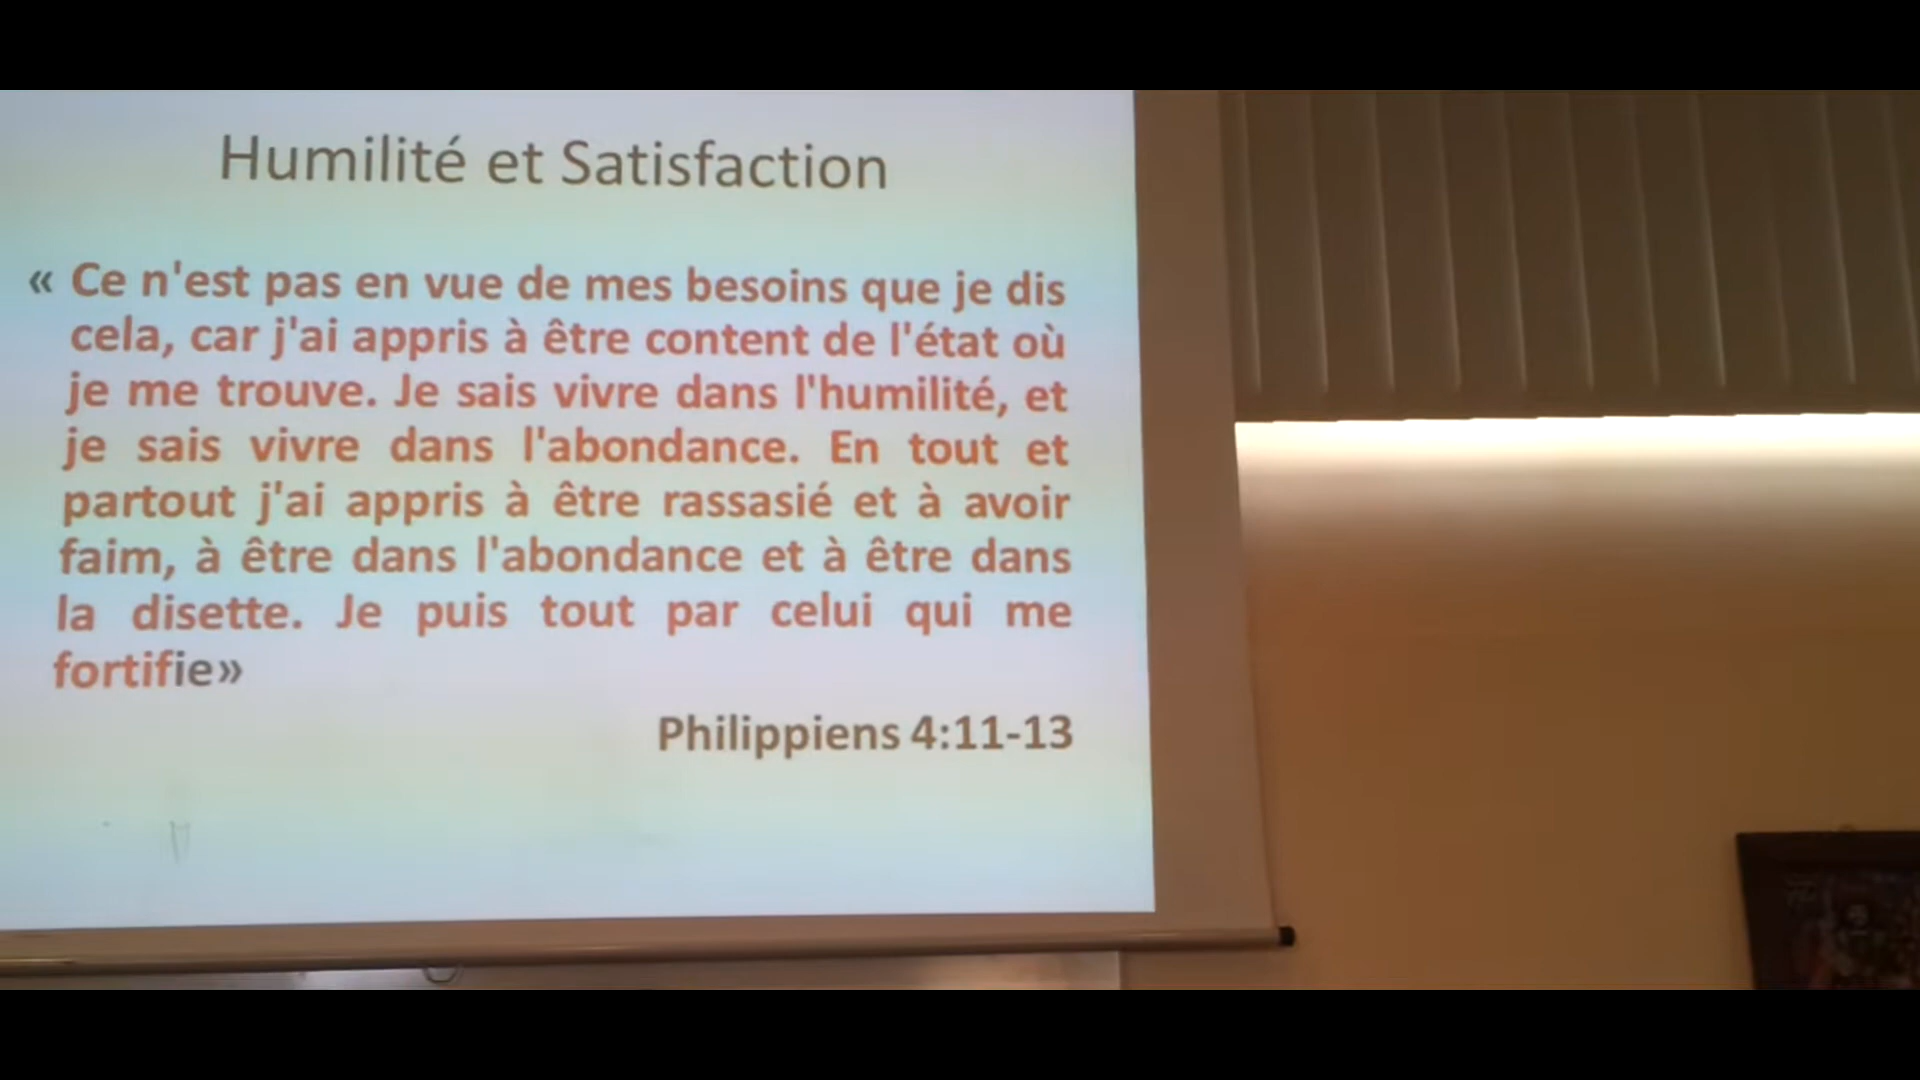 Humilité et Satisfaction
« Ce n'est pas en vue de mes besoins que je dis
cela, car j'ai appris à être content de l'état où
je me trouve. Je sais vivre dans l'humilité, et
je sais vivre dans l'abondance. En tout et
partout j'ai appris à être rassasié et à avoir
faim, à être dans l'abondance et à être dans
la disette. Je puis tout par celui qui me
fortifie»
Philippiens 4:11-13